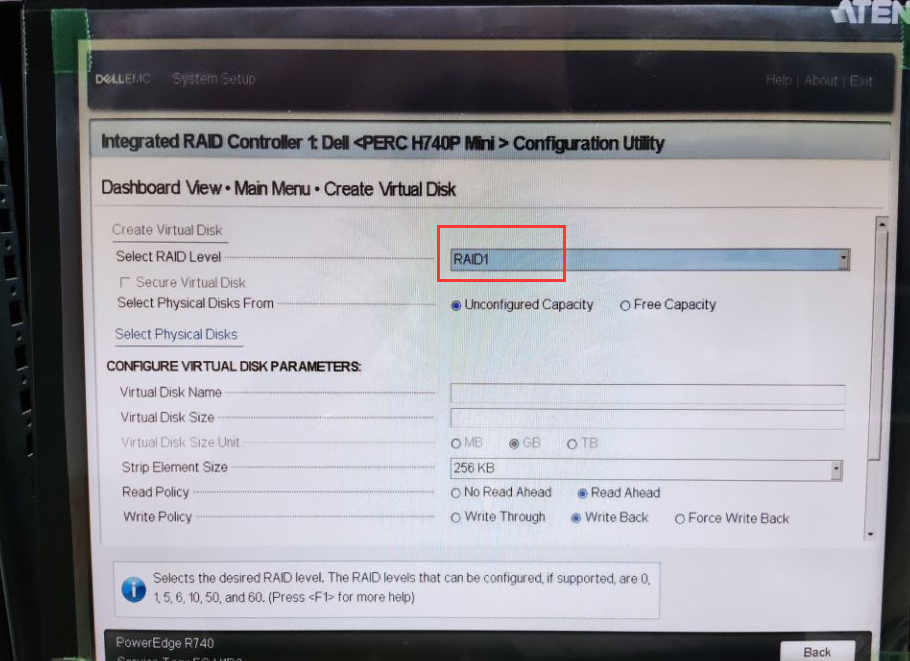 ATEN
DELLEMC System Setup Help | About | Exit
Integrated RAID Controller 1: Dell <PERC H740P Mini> Configuration Utility
Dashboard View • Main Menu • Create Virtual Disk
Create Virtual Disk
Select RAID Level RAID1
Secure Virtual Disk
Select Physical Disks From Unconfigured Capacity Free Capacity
Select Physical Disks
CONFIGURE VIRTUAL DISK PARAMETERS:
Virtual Disk Name
Virtual Disk Size
Virtual Disk Size Unit MB GB TB
Strip Element Size 256 KB
Read Policy No Read Ahead Read Ahead
Write Policy Write Through Write Back Force Write Back
Selects the desired RAID level. The RAID levels that can be configured, if supported, are 0,
1, 5, 6, 10, 50, and 60. (Press <F1> for more help)
PowerEdge R740
Back